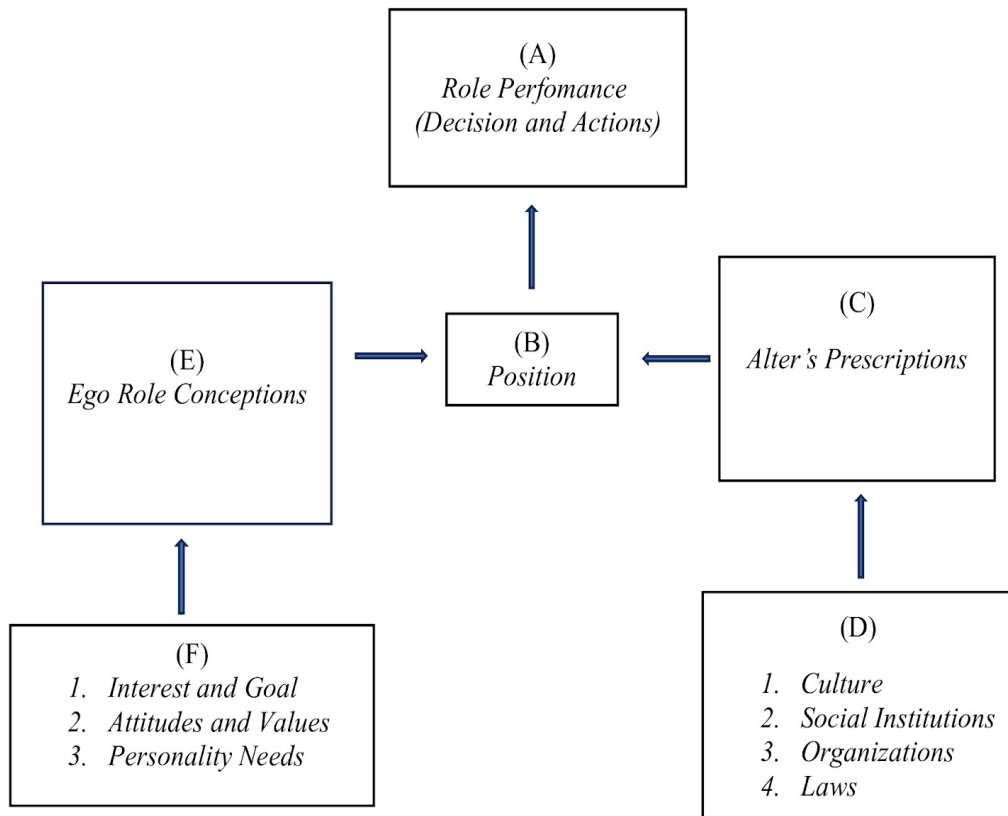 (A)
Role Perfomance
(Decision and Actions)
(E)
Ego Role Conceptions
(B)
Position
(C)
Alter’s Prescriptions
(F)
1. Interest and Goal
2. Attitudes and Values
3. Personality Needs
(D)
1. Culture
2. Social Institutions
3. Organizations
4. Laws